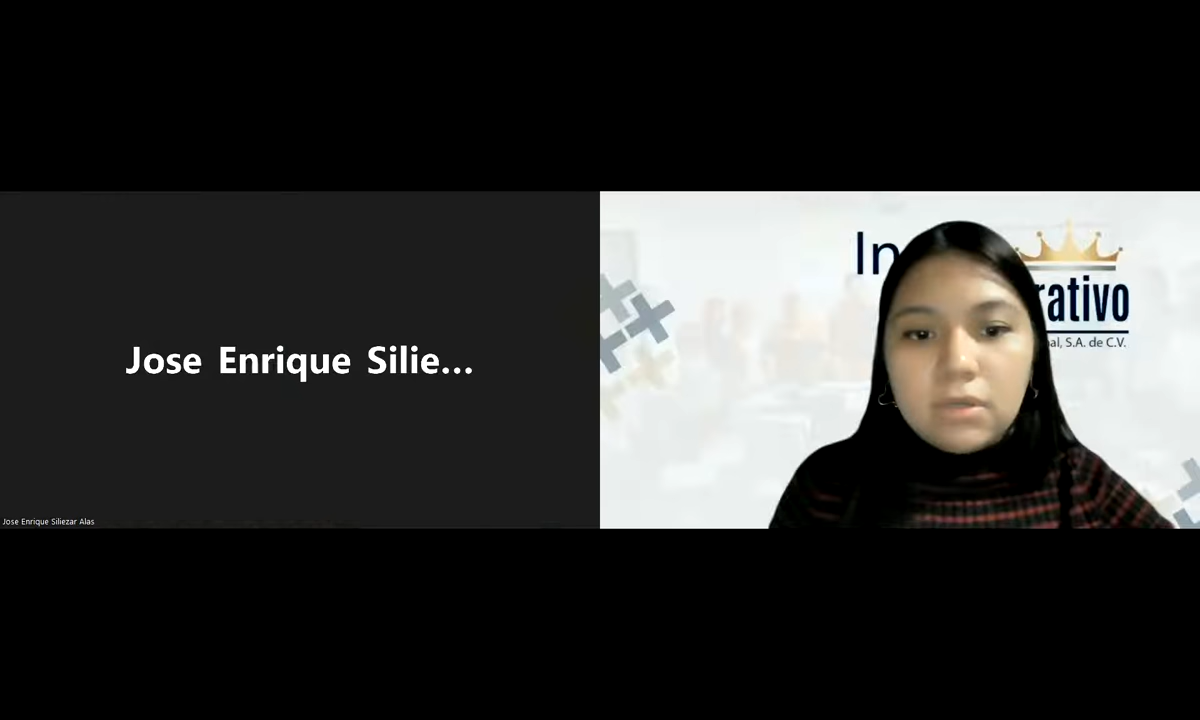 Jose Enrique Silie...
Jose Enrique Siliezar Alas
In
rativo
al, S.A. de C.V.